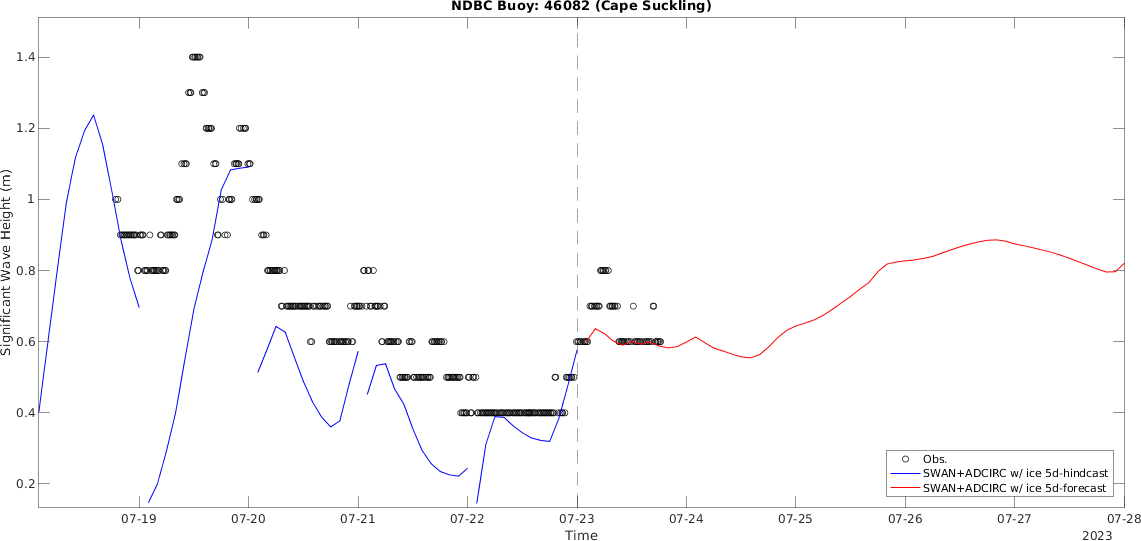 NDBC Buoy: 46082 (Cape Suckling)
Significant Wave Height (m)
1.4
1.2
1
0.8
0.6
0.4
0.2
Obs.
SWAN+ADCIRC w/ ice 5d-hindcast
SWAN+ADCIRC w/ ice 5d-forecast
07-19 07-20 07-21 07-22 07-23 07-24 07-25 07-26 07-27 07-28
Time
2023